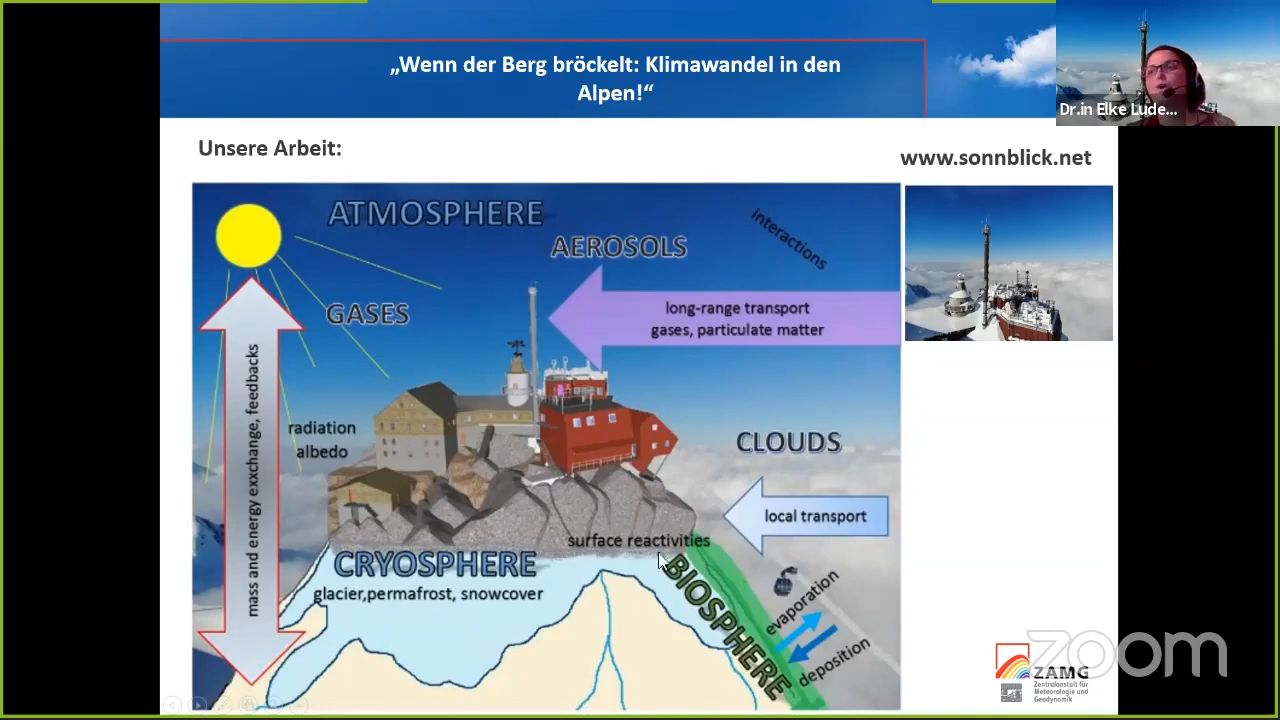 „Wenn der Berg bröckelt: Klimawandel in den
Alpen!“
Dr.in Elke Lude...
Unsere Arbeit:
www.sonnblick.net
ATMOSPHERE
AEROSOLS
interactions
GASES
long-range transport
gases, particulate matter
mass and energy exxchange, feedbacks
radiation
albedo
CLOUDS
local transport
surface reactivities
CRYOSPHERE
glacier,permafrost, snowcover
BIOSPHERE
evaporation
deposition
zoom
ZAMG
Zentralanstalt für
Meteorologie und
Geodynamik